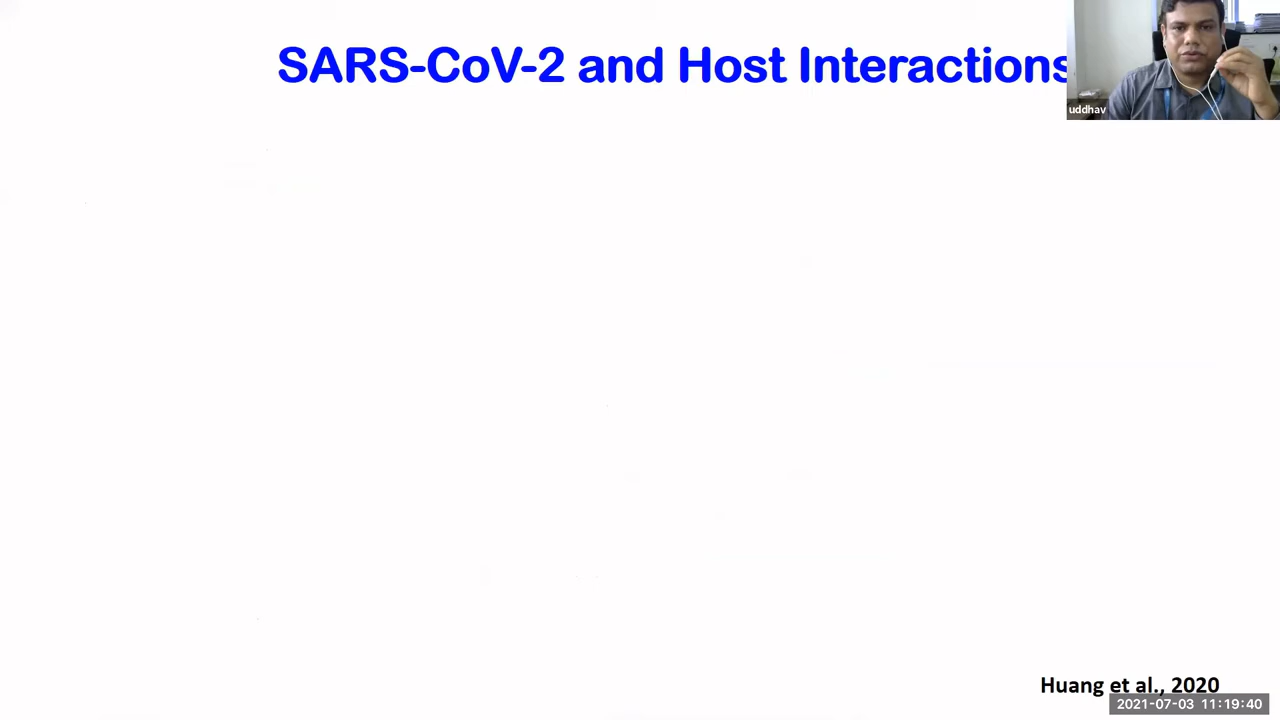 SARS-CoV-2 and Host Interactions
uddhav
Huang et al., 2020
2021-07-03 11:19:40